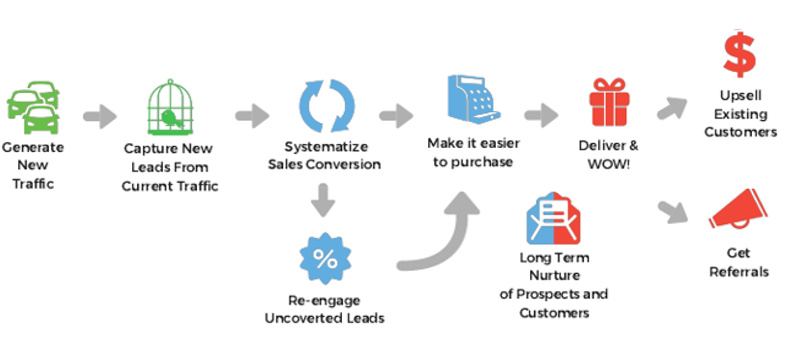 Generate
New
Traffic
Capture New
Leads From
Current Traffic
Systematize
Sales Conversion
Make it easier
to purchase
Deliver &
WOW!
$
Upsell
Existing
Customers
%
Re-engage
Uncoverted Leads
Long Term
Nurture
of Prospects and
Customers
Get
Referrals